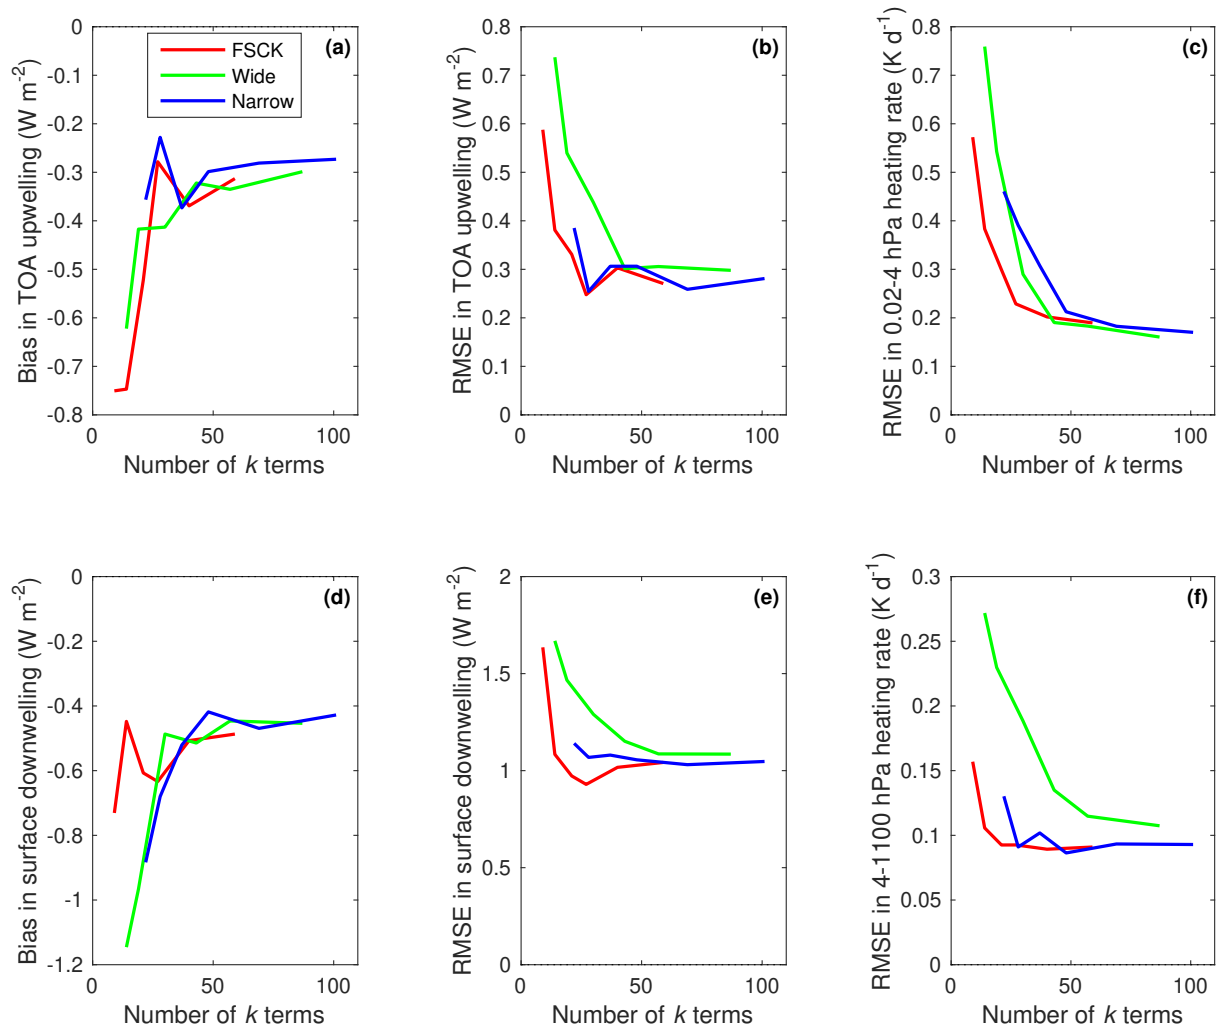 0
-0.1
-0.2
-0.3
-0.4
-0.5
-0.6
-0.7
-0.8
0 50 100
Number of k terms
Bias in TOA upwelling (W m-2)
FSCK
Wide
Narrow
(a)
0.8
0.7
0.6
0.5
0.4
0.3
0.2
0.1
0
0 50 100
Number of k terms
RMSE in TOA upwelling (W m-2)
(b)
0.8
0.7
0.6
0.5
0.4
0.3
0.2
0.1
0
0 50 100
Number of k terms
RMSE in 0.02-4 hPa heating rate (K d-1)
(c)
0
-0.2
-0.4
-0.6
-0.8
-1
-1.2
0 50 100
Number of k terms
Bias in surface downwelling (W m-2)
(d)
2
1.5
1
0.5
0
0 50 100
Number of k terms
RMSE in surface downwelling (W m-2)
(e)
0.3
0.25
0.2
0.15
0.1
0.05
0
0 50 100
Number of k terms
RMSE in 4-1100 hPa heating rate (K d-1)
(f)